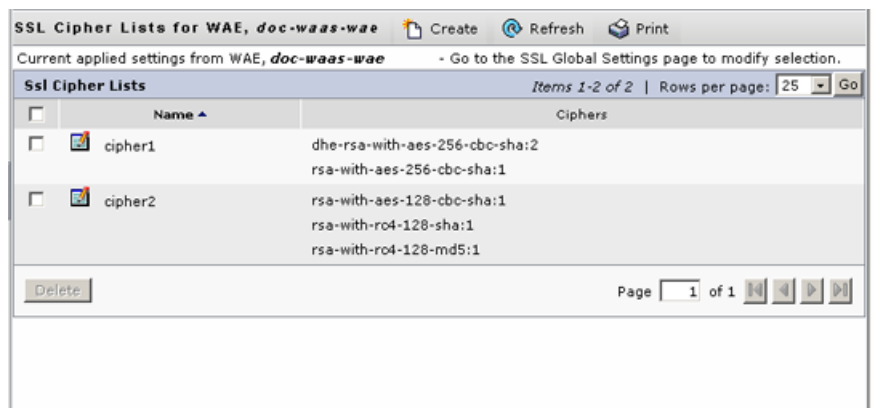 SSL Cipher Lists for WAE, doc-waas-wae Create Refresh Print
Current applied settings from WAE, doc-waas-wae - Go to the SSL Global Settings page to modify selection.
Ssl Cipher Lists Items 1-2 of 2 | Rows per page: 25 Go
Name Ciphers
cipher1 dhe-rsa-with-aes-256-cbc-sha:2
rsa-with-aes-256-cbc-sha:1
cipher2 rsa-with-aes-128-cbc-sha:1
rsa-with-rc4-128-sha:1
rsa-with-rc4-128-md5:1
Delete Page 1 of 1